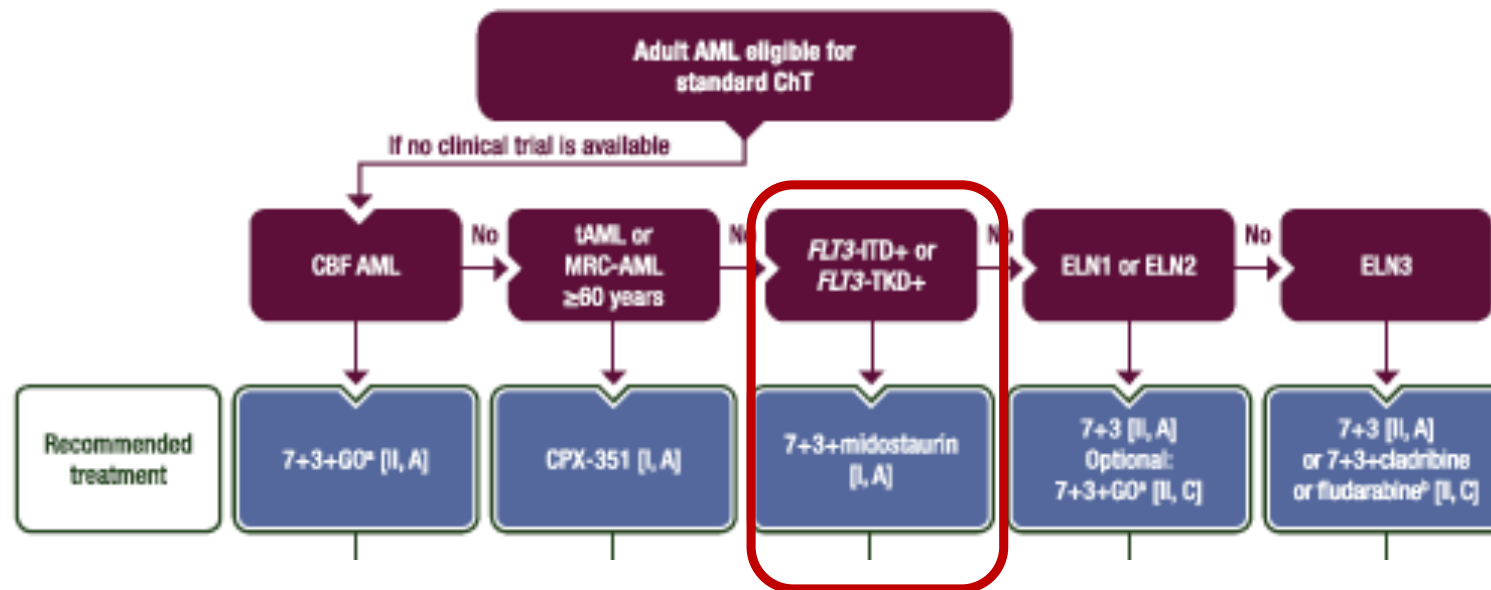 Adult AML eligible for
standard ChT
If no clinical trial is available
CBF AML
No
tAML or
MRC-AML
≥60 years
No
FLT3-ITD+ or
FLT3-TKD+
No
ELN1 or ELN2
No
ELN3
Recommended
treatment
7+3+GOᵃ [II, A]
CPX-351 [I, A]
7+3+midostaurin
[I, A]
7+3 [II, A]
Optional:
7+3+GOᵃ [II, C]
7+3 [II, A]
or 7+3+cladribine
or fludarabineᵇ [II, C]